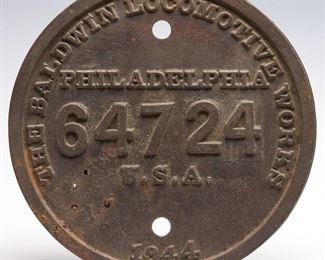 THE BALDWIN LOCOMOTIVE WORKS
PHILADELPHIA
64724
U.S.A.
1944